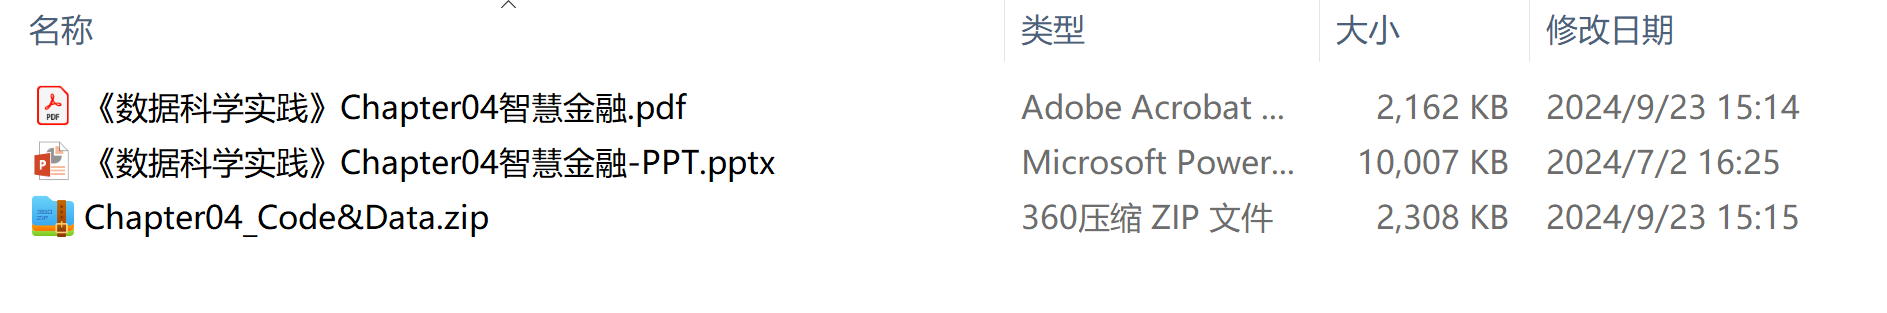 名称 类型 大小 修改日期
《数据科学实践》Chapter04智慧金融.pdf Adobe Acrobat ... 2,162 KB 2024/9/23 15:14
《数据科学实践》Chapter04智慧金融-PPT.pptx Microsoft Power... 10,007 KB 2024/7/2 16:25
Chapter04_Code&Data.zip 360压缩 ZIP 文件 2,308 KB 2024/9/23 15:15